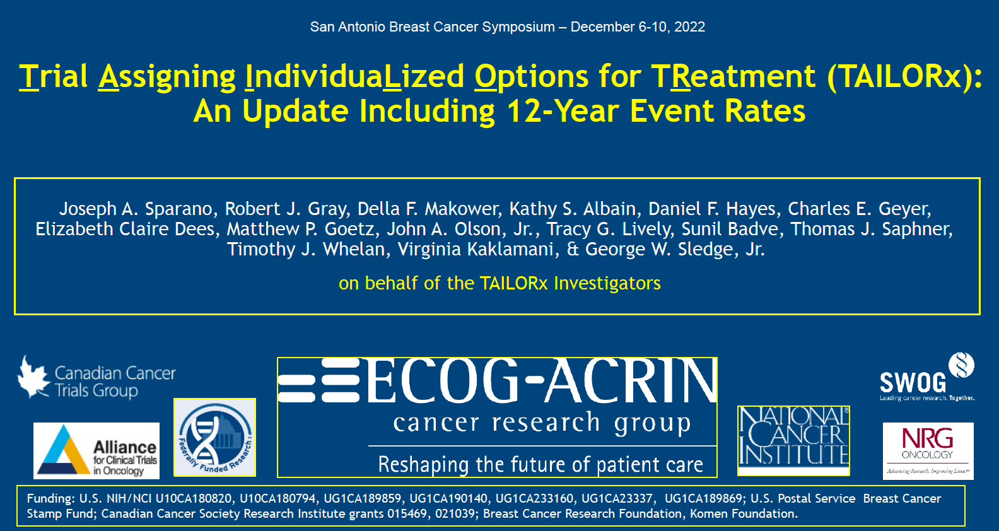 San Antonio Breast Cancer Symposium – December 6-10, 2022
Trial Assigning IndividuaLized Options for TReatment (TAILORx):
An Update Including 12-Year Event Rates
Joseph A. Sparano, Robert J. Gray, Della F. Makower, Kathy S. Albain, Daniel F. Hayes, Charles E. Geyer,
Elizabeth Claire Dees, Matthew P. Goetz, John A. Olson, Jr., Tracy G. Lively, Sunil Badve, Thomas J. Saphner,
Timothy J. Whelan, Virginia Kaklamani, & George W. Sledge, Jr.
on behalf of the TAILORx Investigators
Canadian Cancer
Trials Group
Alliance
for Clinical Trials
in Oncology
Federally Funded Research
ECOG-ACRIN
cancer research group
Reshaping the future of patient care
NATIONAL
CANCER
INSTITUTE
SWOG
Leading cancer research. Together.
NRG
ONCOLOGY
Advancing Research. Improving Lives.™
Funding: U.S. NIH/NCI U10CA180820, U10CA180794, UG1CA189859, UG1CA190140, UG1CA233160, UG1CA23337, UG1CA189869; U.S. Postal Service Breast Cancer
Stamp Fund; Canadian Cancer Society Research Institute grants 015469, 021039; Breast Cancer Research Foundation, Komen Foundation.